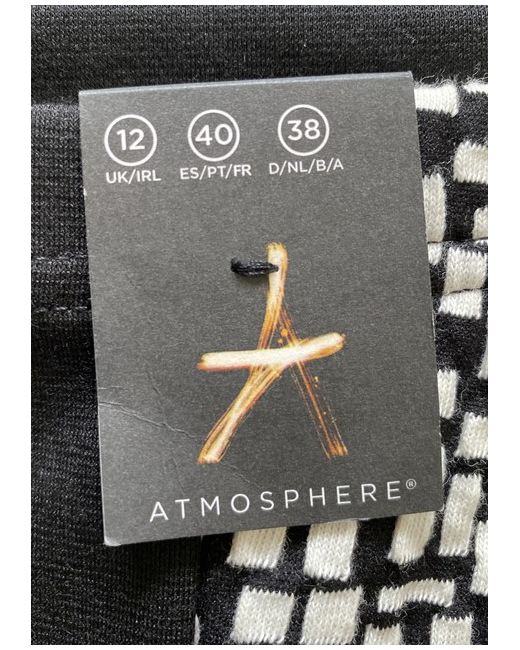 12 40 38
UK/IRL ES/PT/FR D/NL/B/A
ATMOSPHERE®